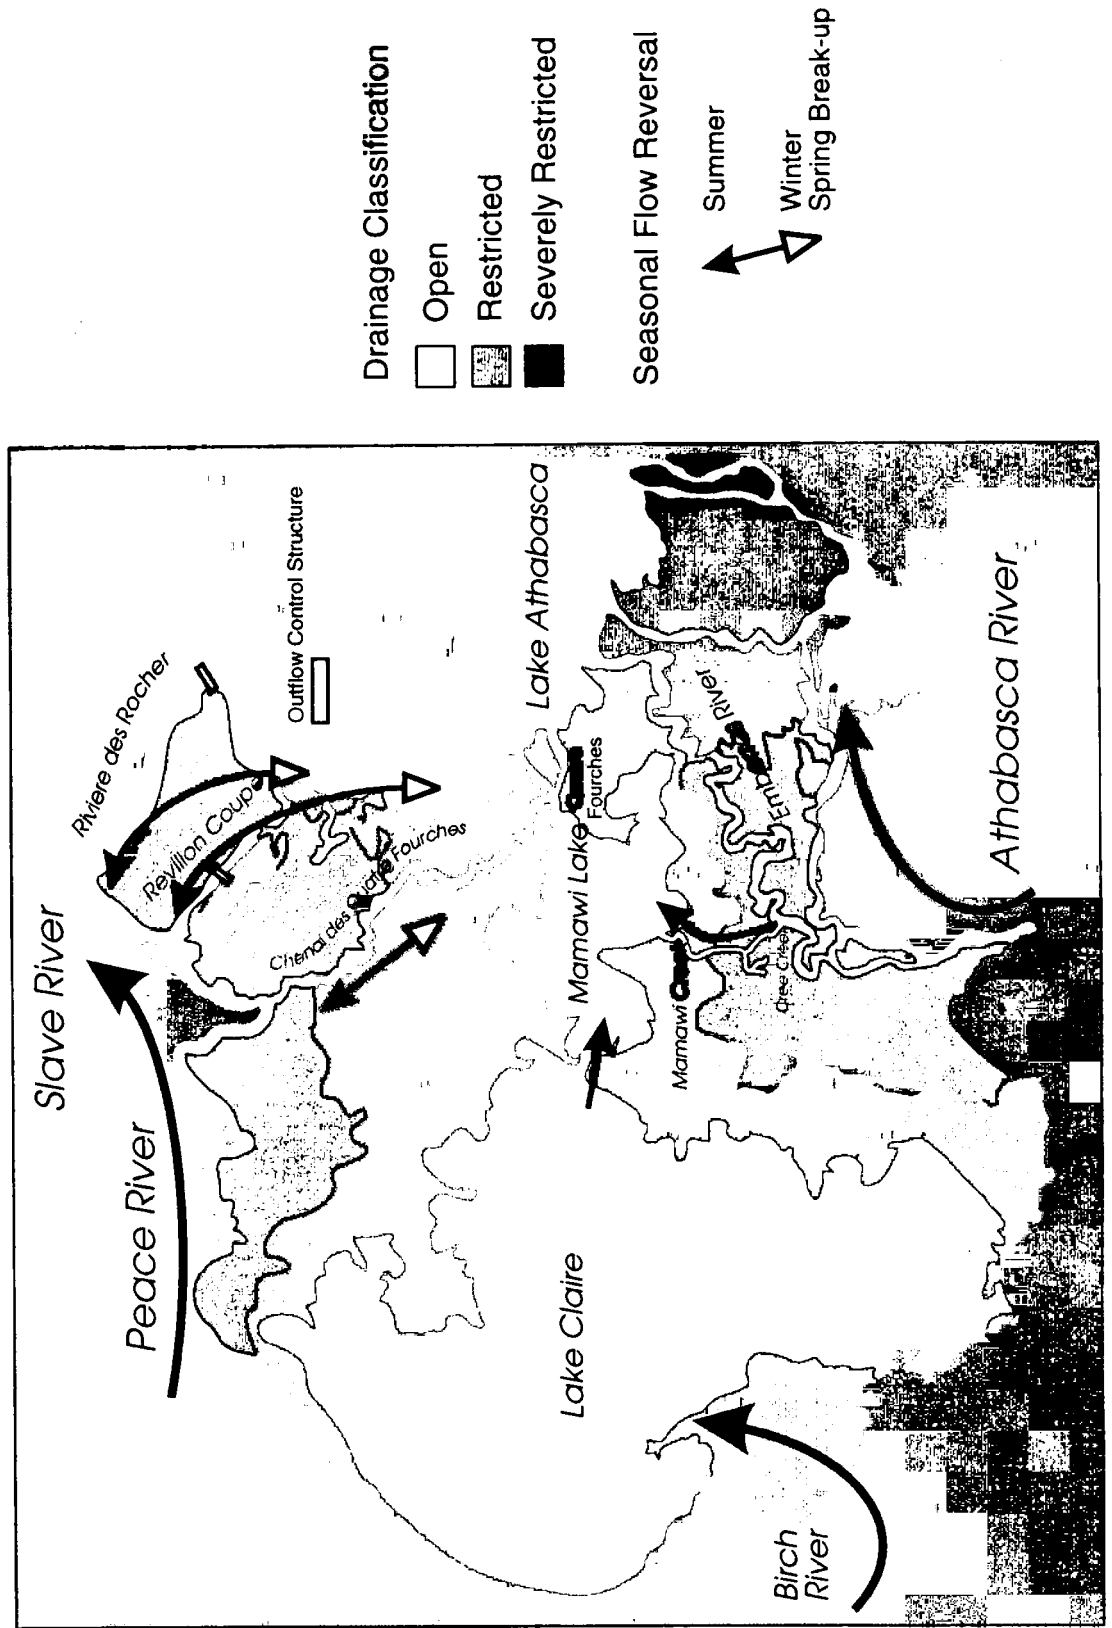 Slave River
Peace River
Riviere des Rocher
Revillon Coupe
Chenal des Quatre Fourches
Outflow Control Structure
Lake Athabasca
Mamawi Lake
Fourches
Lake Claire
Mamawi Creek
Cree Creek
River
Birch
River
Athabasca River
Drainage Classification
Open
Restricted
Severely Restricted
Seasonal Flow Reversal
Summer
Winter
Spring Break-up